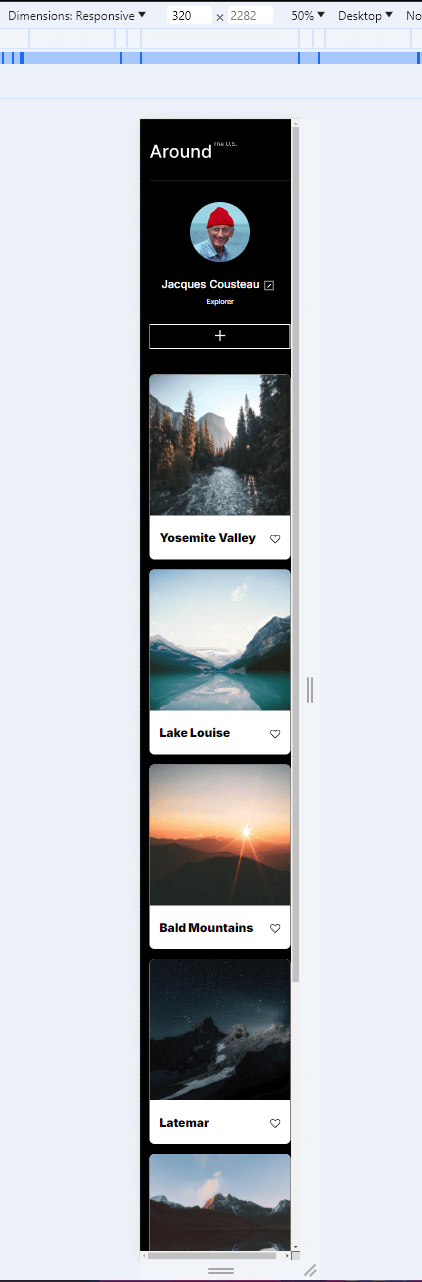 Dimensions: Responsive 320 × 2282 50% Desktop No
Around The U.S.
Jacques Cousteau
Explorer
Yosemite Valley
Lake Louise
Bald Mountains
Latemar